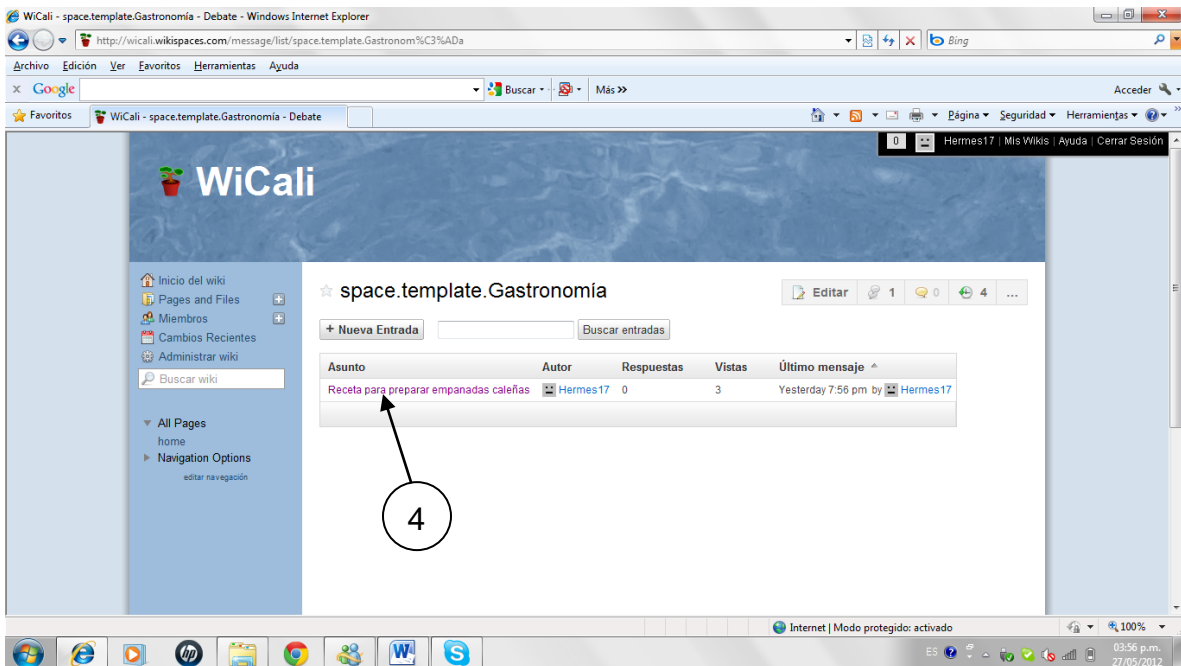 WiCali - space.template.Gastronomía - Debate - Windows Internet Explorer
http://wicali.wikispaces.com/message/list/space.template.Gastronom%C3%ADa
Bing
Archivo Edición Ver Favoritos Herramientas Ayuda
x Google Buscar Más >> Acceder
Favoritos WiCali - space.template.Gastronomía - Debate Página Seguridad Herramientas
0 Hermes17 | Mis Wikis | Ayuda | Cerrar Sesión
WiCali
Inicio del wiki
Pages and Files
Miembros
Cambios Recientes
Administrar wiki
Buscar wiki
All Pages
home
Navigation Options
editar navegación
space.template.Gastronomía
Editar 1 0 4 ...
+ Nueva Entrada Buscar entradas
Asunto Autor Respuestas Vistas Último mensaje
Receta para preparar empanadas caleñas Hermes17 0 3 Yesterday 7:56 pm by Hermes17
4
Internet | Modo protegido: activado 100%
hp W S ES 03:56 p.m.
27/05/2012